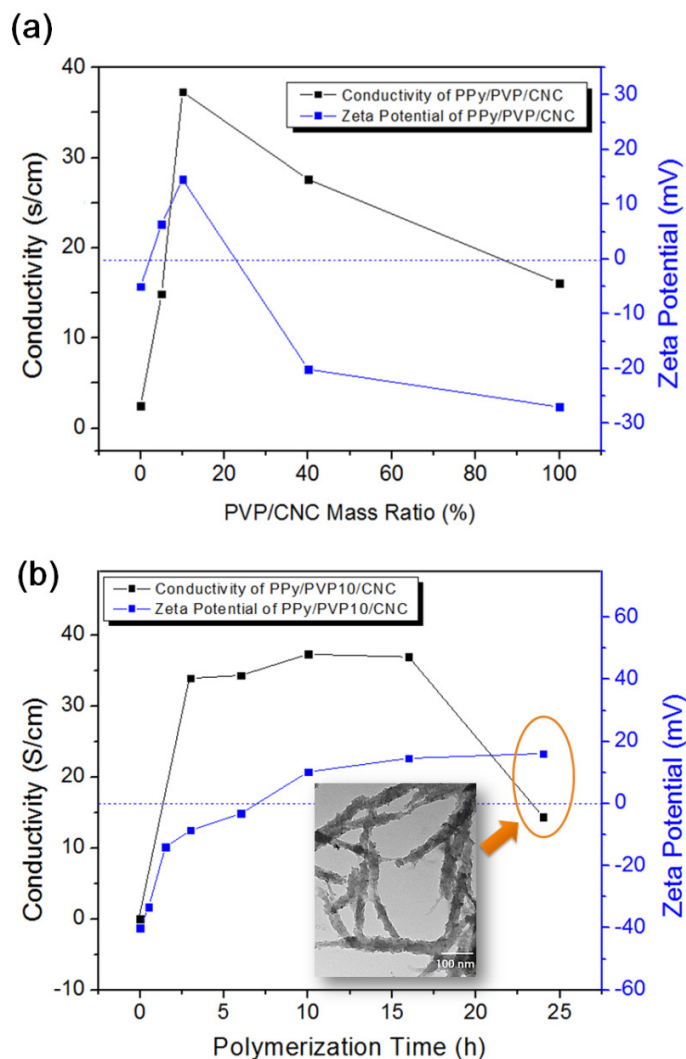 (a)
40
30
20
10
0
Conductivity (s/cm)
Conductivity of PPy/PVP/CNC
Zeta Potential of PPy/PVP/CNC
30
20
10
0
-10
-20
-30
Zeta Potential (mV)
0
20
40
60
80
100
PVP/CNC Mass Ratio (%)
(b)
Conductivity of PPy/PVP10/CNC
Zeta Potential of PPy/PVP10/CNC
40
30
20
10
0
-10
Conductivity (S/cm)
60
40
20
0
-20
-40
-60
Zeta Potential (mV)
100 nm
0
5
10
15
20
25
Polymerization Time (h)